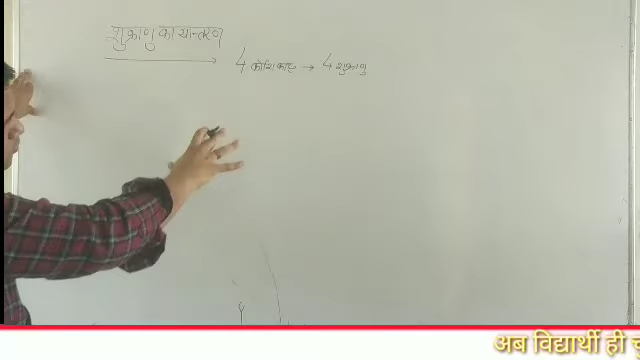 शुक्राणु कायान्तरण
4 कोशिकाए → 4 शुक्राणु
अब विद्यार्थी ही